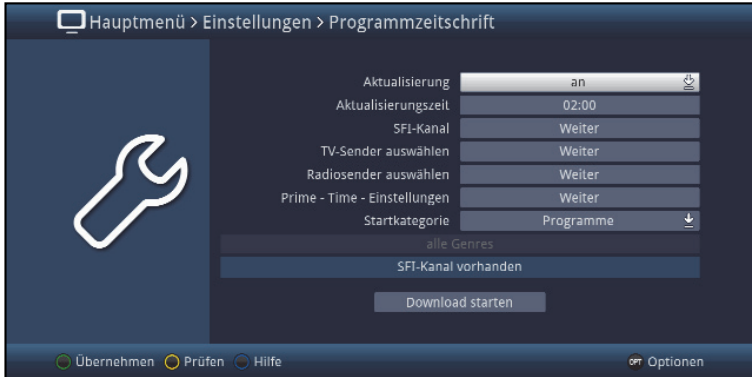 Hauptmenü > Einstellungen > Programmzeitschrift
Aktualisierung an
Aktualisierungszeit 02:00
SFI-Kanal Weiter
TV-Sender auswählen Weiter
Radiosender auswählen Weiter
Prime - Time - Einstellungen Weiter
Startkategorie Programme
alle Genres
SFI-Kanal vorhanden
Download starten
Übernehmen Prüfen Hilfe OPT Optionen